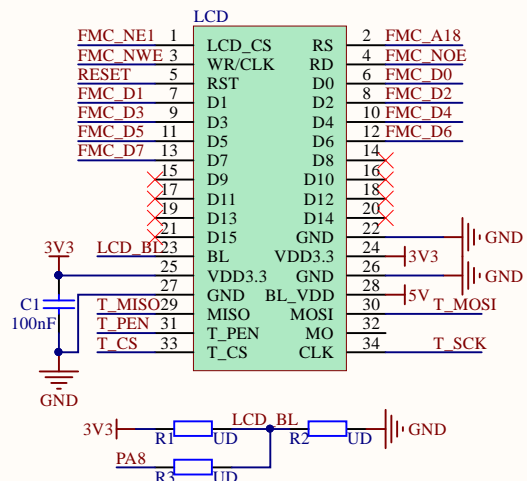 LCD
FMC_NE1 1 LCD_CS RS 2 FMC_A18
FMC_NWE 3 WR/CLK RD 4 FMC_NOE
RESET 5 RST D0 6 FMC_D0
FMC_D1 7 D1 D2 8 FMC_D2
FMC_D3 9 D3 D4 10 FMC_D4
FMC_D5 11 D5 D6 12 FMC_D6
FMC_D7 13 D7 D8 14
15 D9 D10 16
17 D11 D12 18
19 D13 D14 20
21 D15 GND 22 GND
LCD_BL 23 BL VDD3.3 24 3V3
3V3 25 VDD3.3 GND 26 GND
27 GND BL_VDD 28 5V
C1 100nF
T_MISO 29 MISO MOSI 30 T_MOSI
T_PEN 31 T_PEN MO 32
T_CS 33 T_CS CLK 34 T_SCK
GND
3V3 R1 UD LCD_BL R2 UD GND
PA8 R3 UD